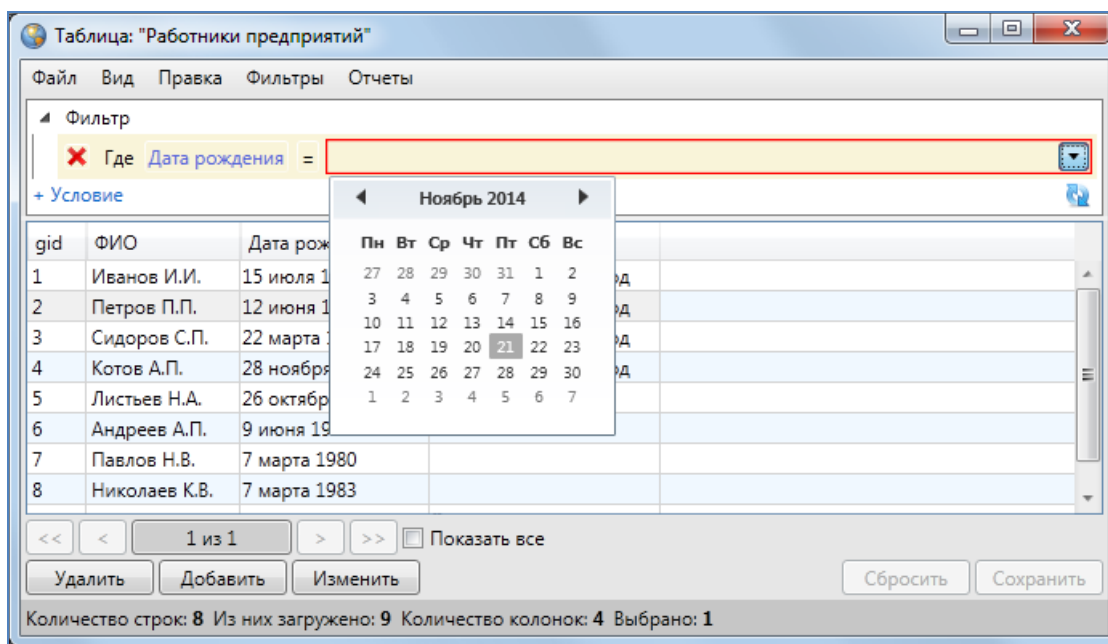 Таблица: "Работники предприятий"
Файл Вид Правка Фильтры Отчеты
Фильтр
Где Дата рождения =
+ Условие
Ноябрь 2014
Пн Вт Ср Чт Пт Сб Вс
27 28 29 30 31 1 2
3 4 5 6 7 8 9
10 11 12 13 14 15 16
17 18 19 20 21 22 23
24 25 26 27 28 29 30
1 2 3 4 5 6 7
gid ФИО Дата рож
1 Иванов И.И. 15 июля 1
2 Петров П.П. 12 июня 1
3 Сидоров С.П. 22 марта
4 Котов А.П. 28 ноября
5 Листьев Н.А. 26 октябр
6 Андреев А.П. 9 июня 19
7 Павлов Н.В. 7 марта 1980
8 Николаев К.В. 7 марта 1983
<< < 1 из 1 > >> Показать все
Удалить Добавить Изменить Сбросить Сохранить
Количество строк: 8 Из них загружено: 9 Количество колонок: 4 Выбрано: 1